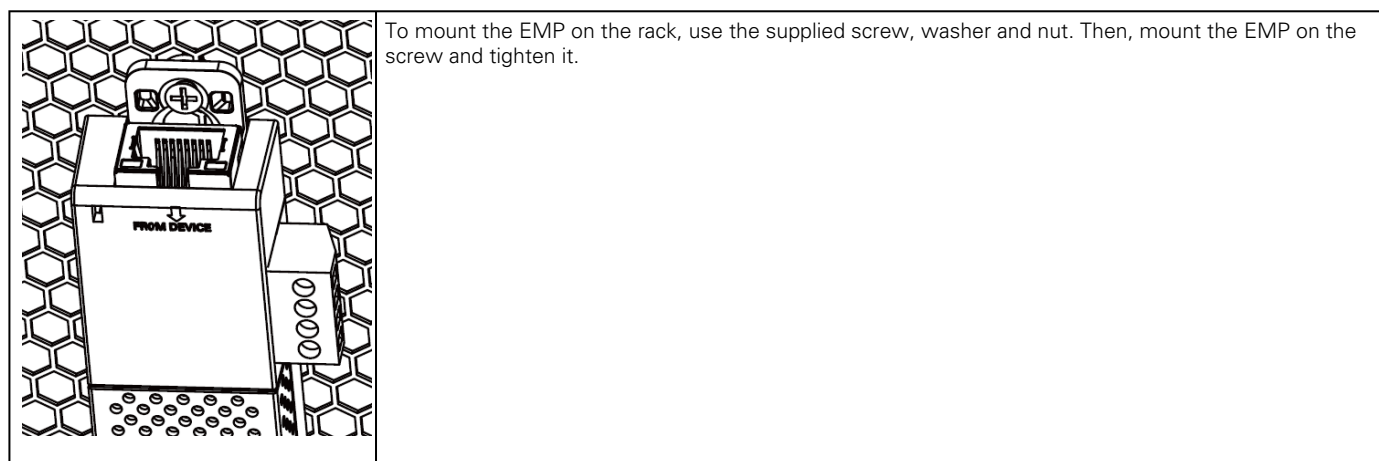 To mount the EMP on the rack, use the supplied screw, washer and nut. Then, mount the EMP on the
screw and tighten it.
FROM DEVICE